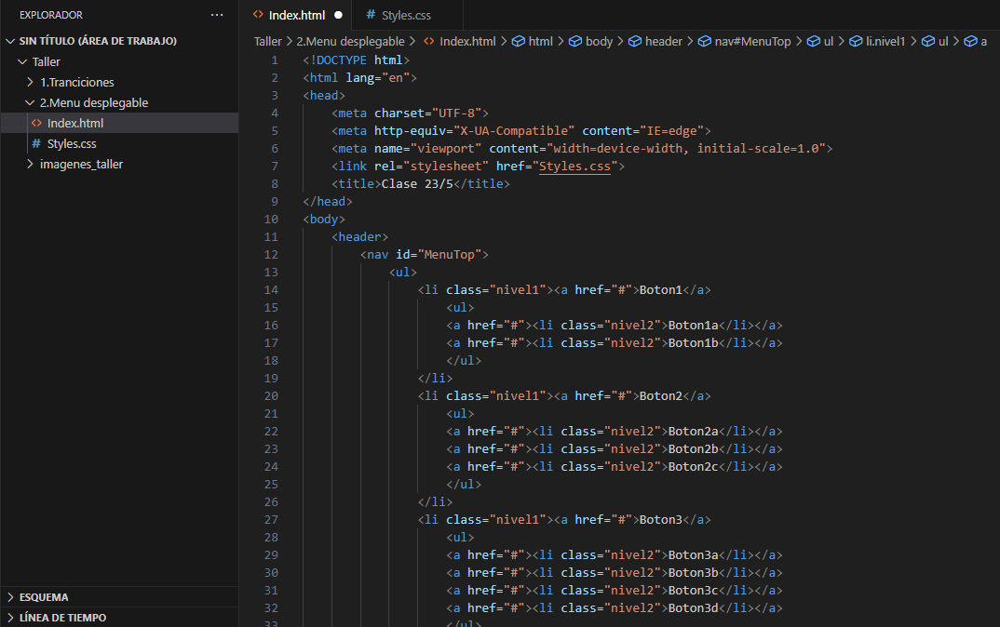 EXPLORADOR ···
SIN TÍTULO (ÁREA DE TRABAJO)
Taller
1.Tranciciones
2.Menu desplegable
Index.html
# Styles.css
imagenes_taller
ESQUEMA
LÍNEA DE TIEMPO
Index.html ● # Styles.css
Taller > 2.Menu desplegable > Index.html > html > body > header > nav#MenuTop > ul > li.nivel1 > ul > a
1 <!DOCTYPE html>
2 <html lang="en">
3 <head>
4 <meta charset="UTF-8">
5 <meta http-equiv="X-UA-Compatible" content="IE=edge">
6 <meta name="viewport" content="width=device-width, initial-scale=1.0">
7 <link rel="stylesheet" href="Styles.css">
8 <title>Clase 23/5</title>
9 </head>
10 <body>
11 <header>
12 <nav id="MenuTop">
13 <ul>
14 <li class="nivel1"><a href="#">Boton1</a>
15 <ul>
16 <a href="#"><li class="nivel2">Boton1a</li></a>
17 <a href="#"><li class="nivel2">Boton1b</li></a>
18 </ul>
19 </li>
20 <li class="nivel1"><a href="#">Boton2</a>
21 <ul>
22 <a href="#"><li class="nivel2">Boton2a</li></a>
23 <a href="#"><li class="nivel2">Boton2b</li></a>
24 <a href="#"><li class="nivel2">Boton2c</li></a>
25 </ul>
26 </li>
27 <li class="nivel1"><a href="#">Boton3</a>
28 <ul>
29 <a href="#"><li class="nivel2">Boton3a</li></a>
30 <a href="#"><li class="nivel2">Boton3b</li></a>
31 <a href="#"><li class="nivel2">Boton3c</li></a>
32 <a href="#"><li class="nivel2">Boton3d</li></a>
33 </ul>